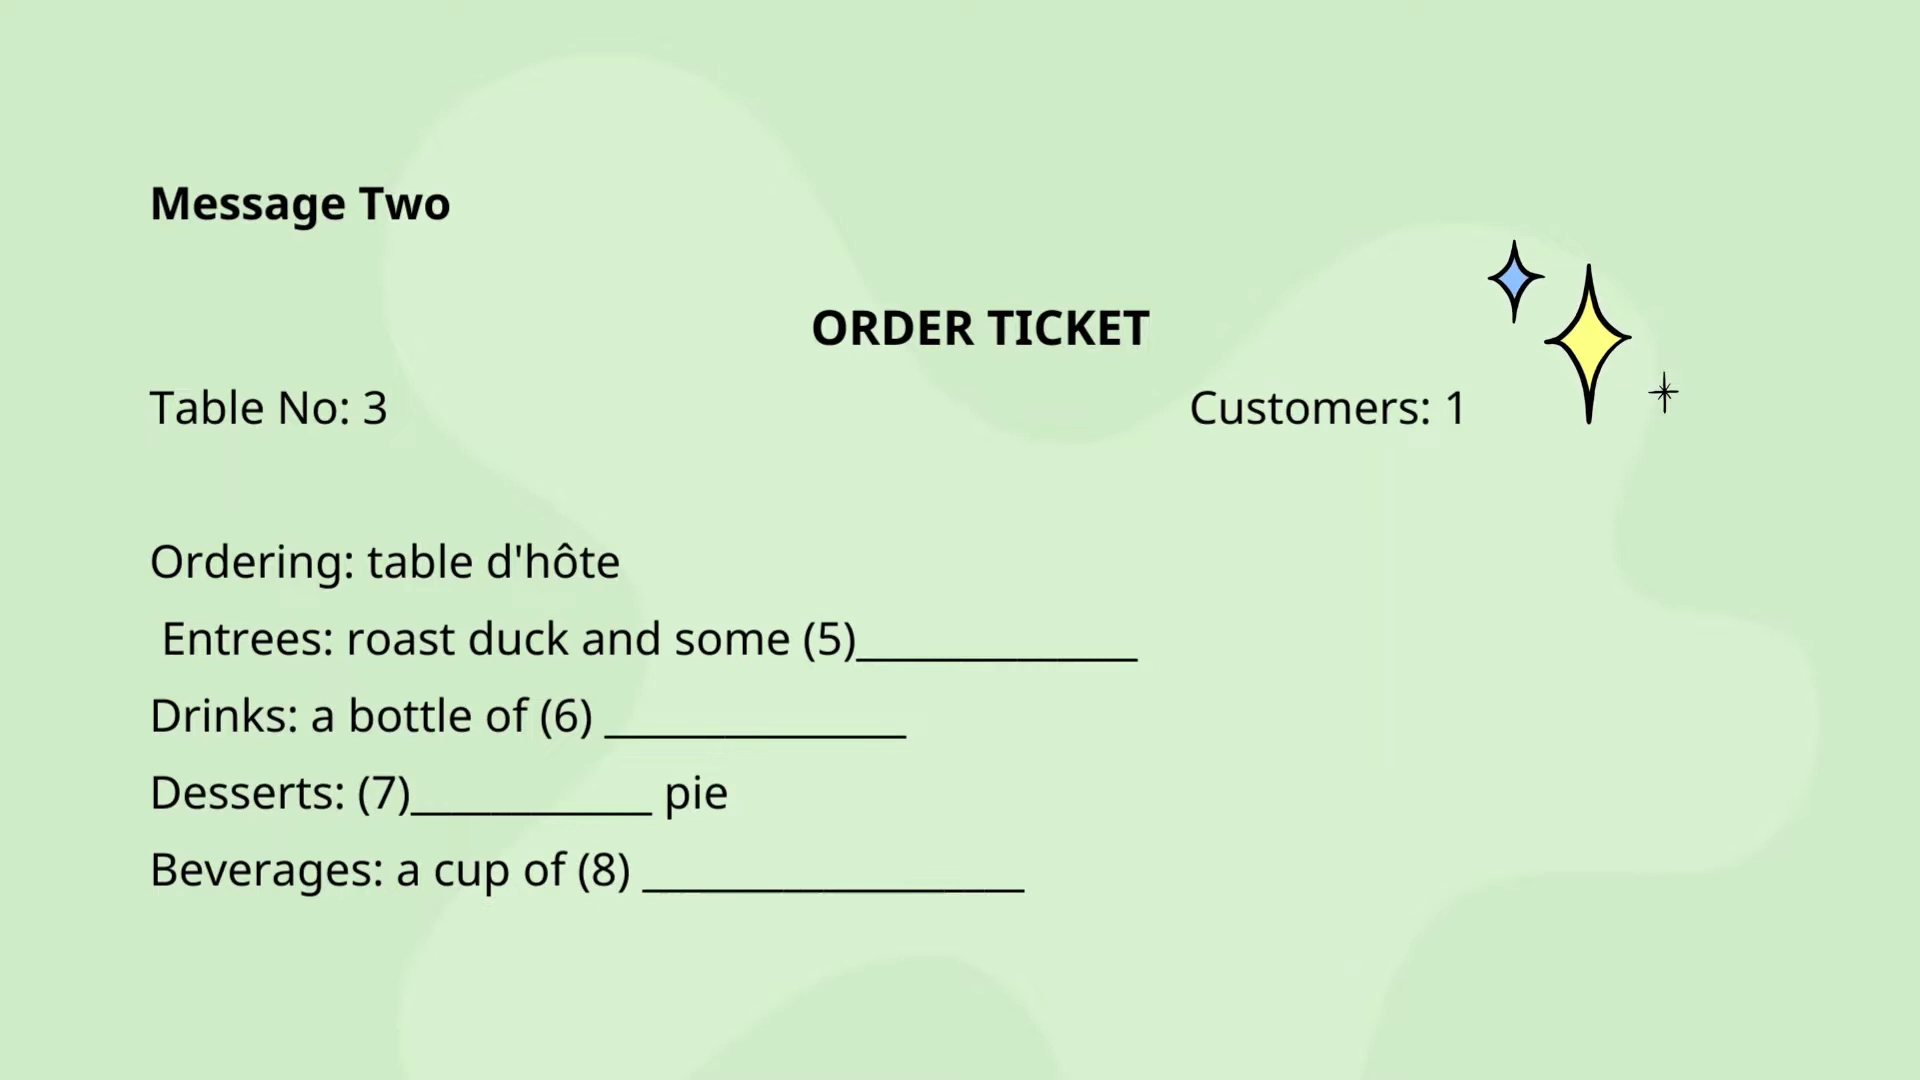 Message Two
ORDER TICKET
Table No: 3 Customers: 1
Ordering: table d'hôte
Entrees: roast duck and some (5)______________
Drinks: a bottle of (6) _______________
Desserts: (7)____________ pie
Beverages: a cup of (8) ___________________